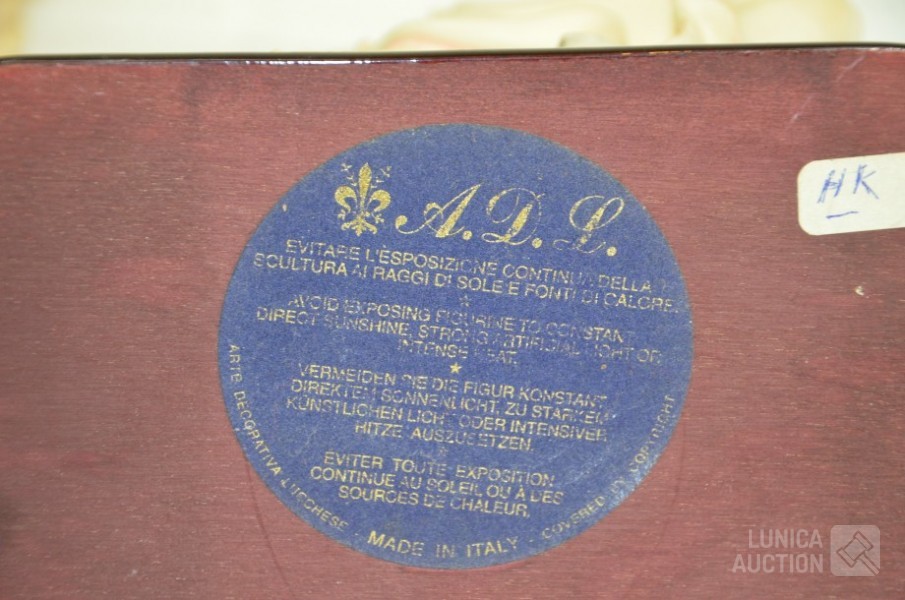 A. D. L.
EVITARE L'ESPOSIZIONE CONTINUA DELLA
SCULTURA AI RAGGI DI SOLE E FONTI DI CALORE.
AVOID EXPOSING FIGURINE TO CONSTANT
DIRECT SUNSHINE, STRONG ARTIFICIAL LIGHT OR
INTENSE HEAT.
VERMEIDEN SIE DIE FIGUR KONSTANT
DIREKTEM SONNENLICHT, ZU STARKEM
KÜNSTLICHEN LICHT ODER INTENSIVER
HITZE AUSZUSETZEN.
EVITER TOUTE EXPOSITION
CONTINUE AU SOLEIL OU À DES
SOURCES DE CHALEUR.
ARTE DECORATIVA LUCCHESE - MADE IN ITALY - COVERED BY COPYRIGHT
HK
LUNICA
AUCTION